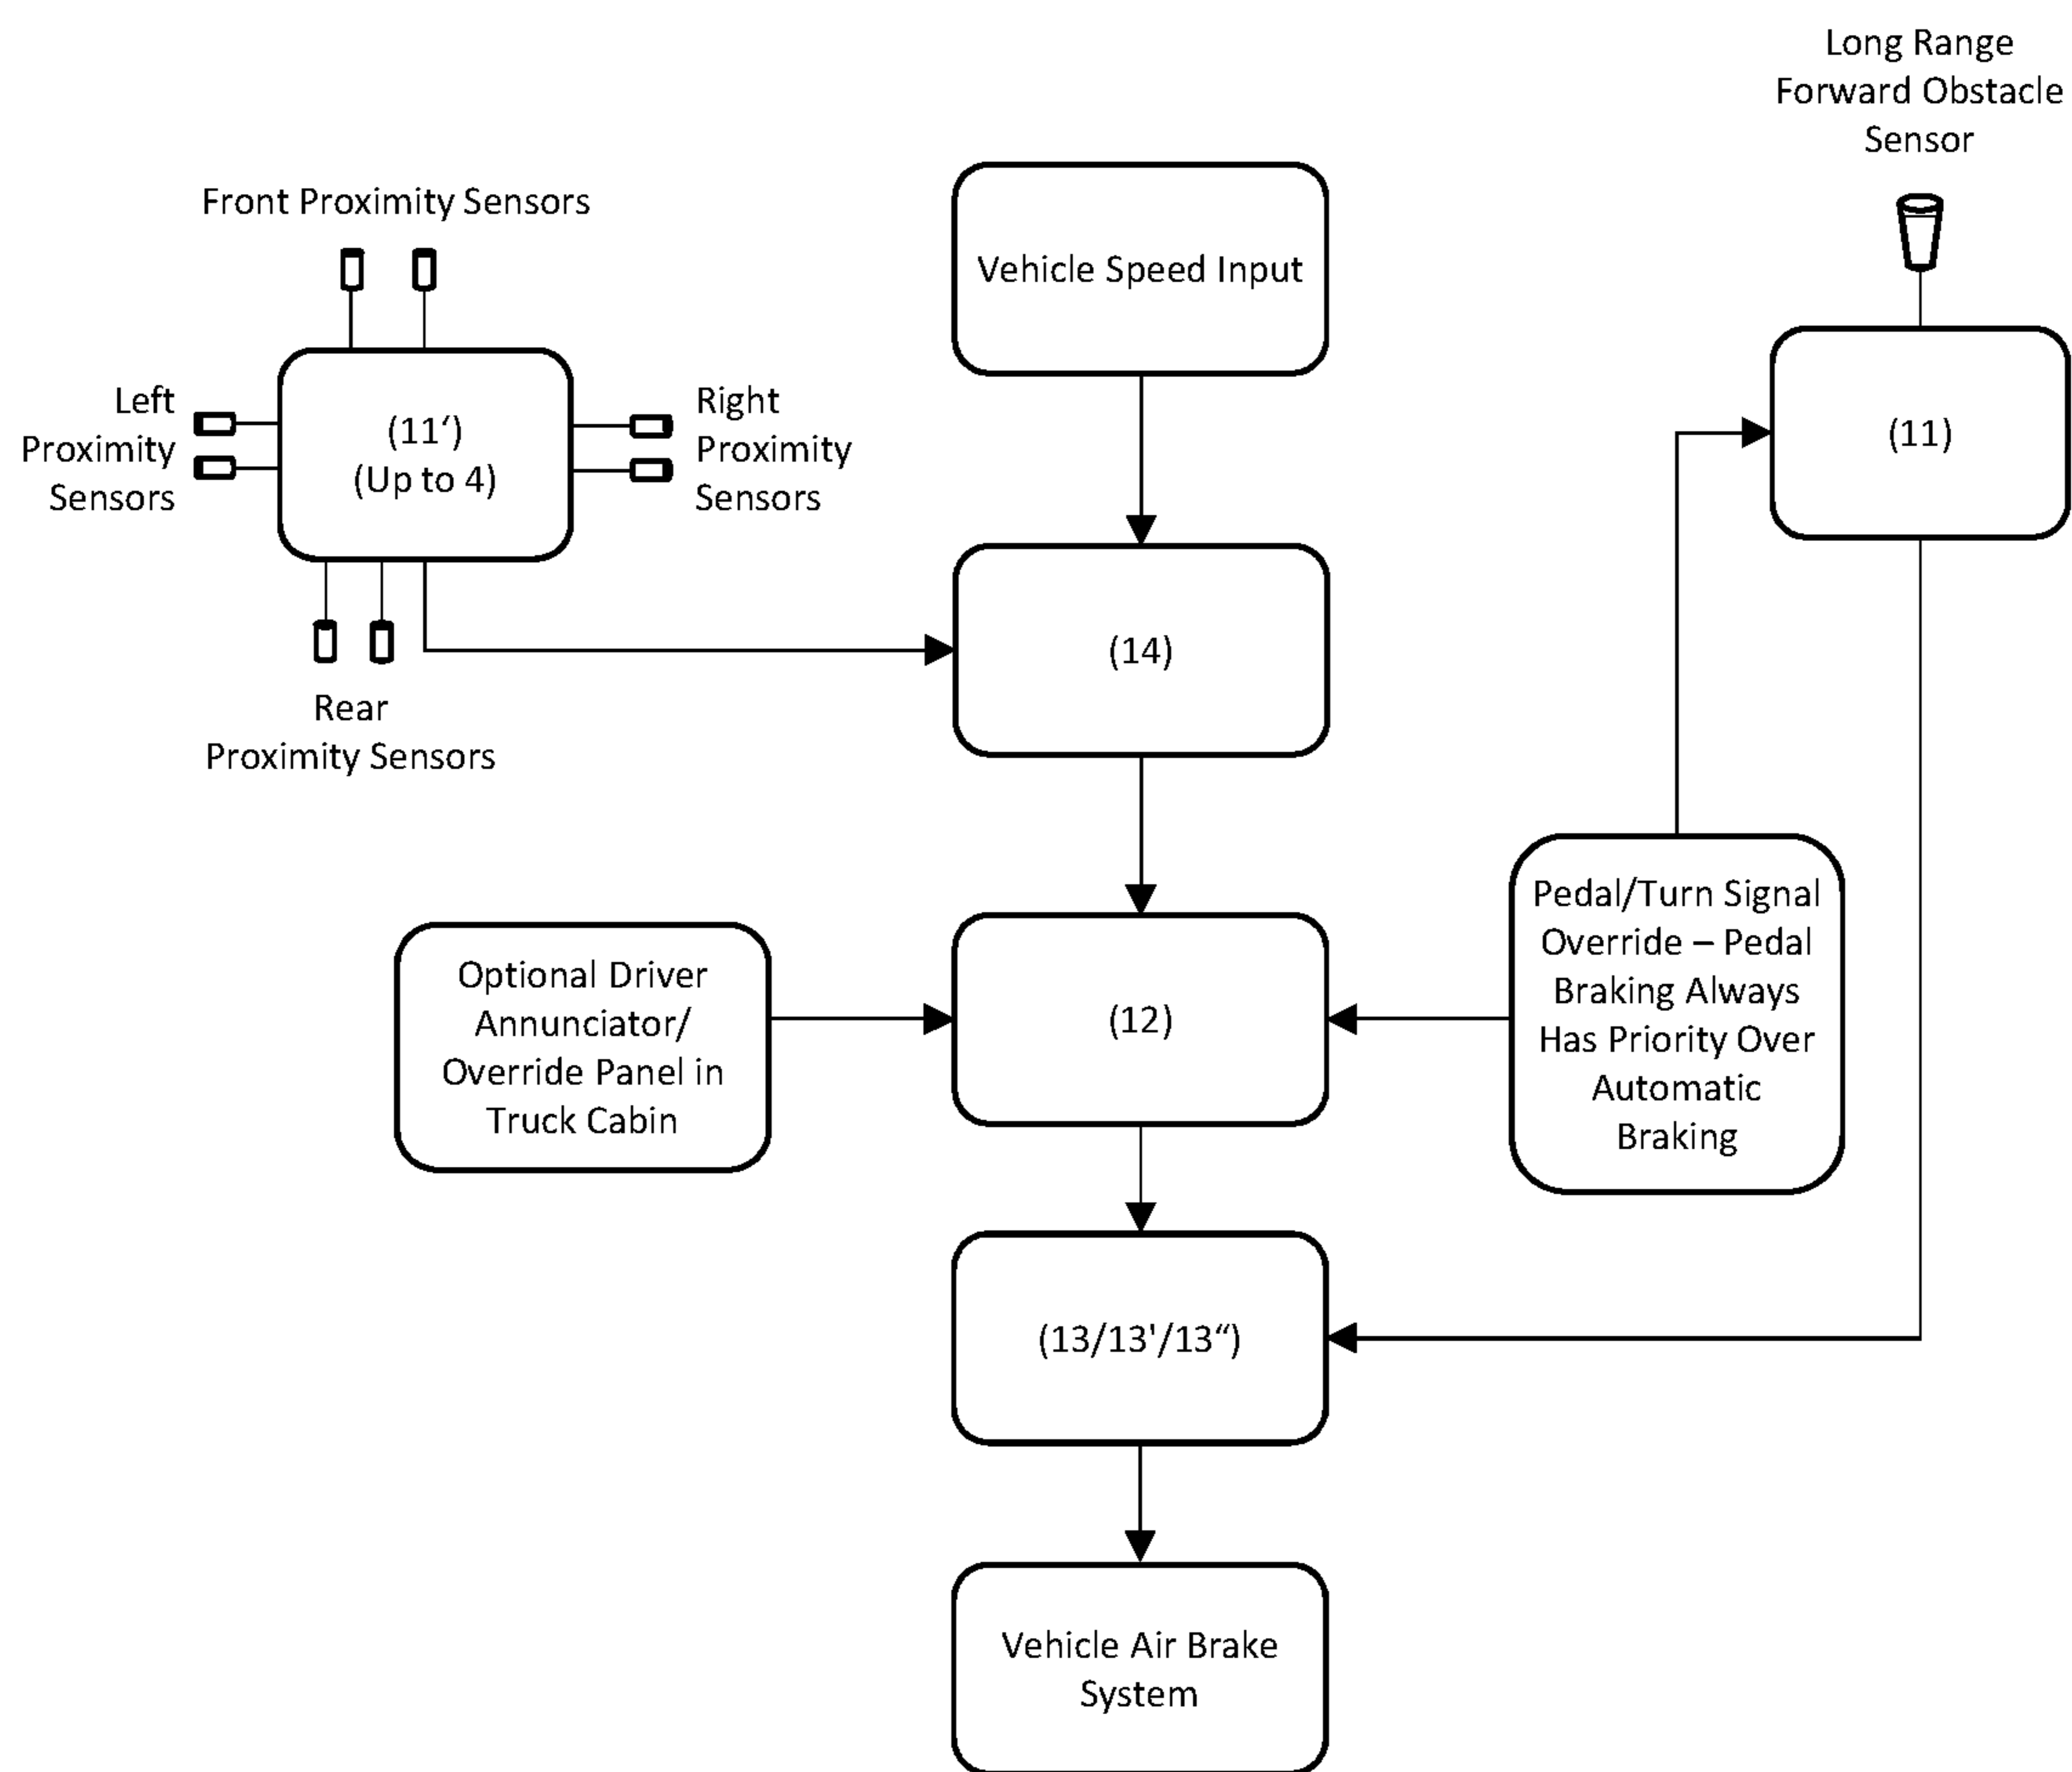 Long Range
Forward Obstacle
Sensor
Front Proximity Sensors
Vehicle Speed Input
Left
Proximity
Sensors
(11‘)
(Up to 4)
Right
Proximity
Sensors
(11)
(14)
Rear
Proximity Sensors
Optional Driver
Annunciator/
Override Panel in
Truck Cabin
(12)
Pedal/Turn Signal
Override – Pedal
Braking Always
Has Priority Over
Automatic
Braking
(13/13'/13“)
Vehicle Air Brake
System